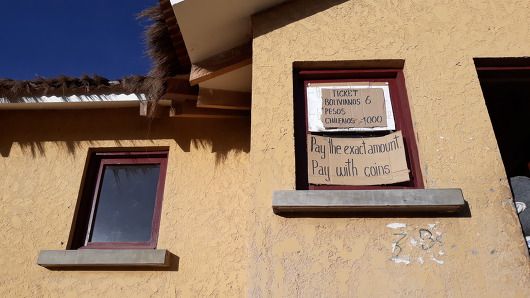 TICKET
BOLIVIANOS 6
PESOS
CHILENOS -1000
Pay the exact amount
Pay with coins